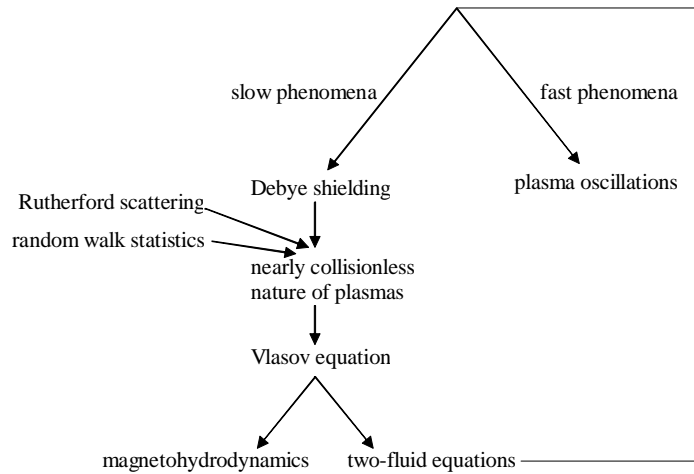 slow phenomena
fast phenomena
Debye shielding
plasma oscillations
Rutherford scattering
random walk statistics
nearly collisionless
nature of plasmas
Vlasov equation
magnetohydrodynamics
two-fluid equations